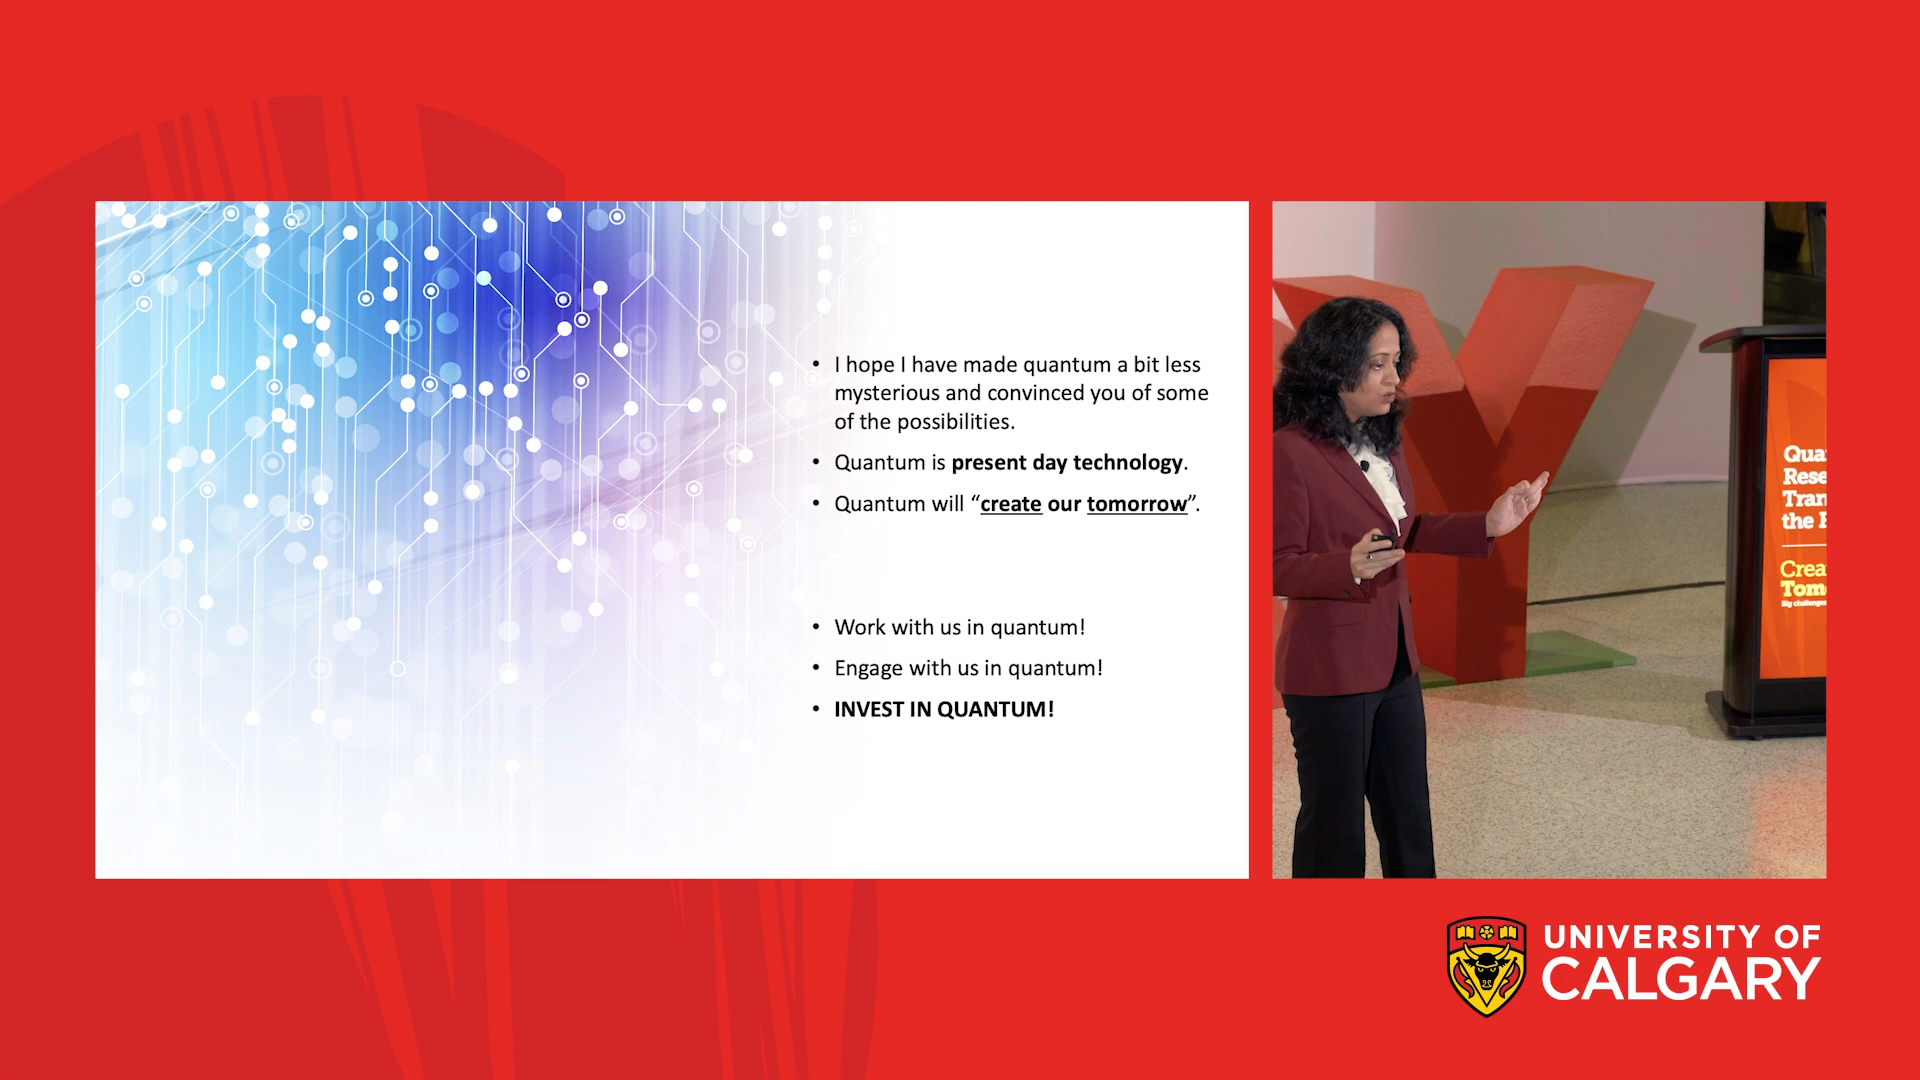 • I hope I have made quantum a bit less
mysterious and convinced you of some
of the possibilities.
• Quantum is present day technology.
• Quantum will “create our tomorrow”.
• Work with us in quantum!
• Engage with us in quantum!
• INVEST IN QUANTUM!
Y
the
UNIVERSITY OF
CALGARY